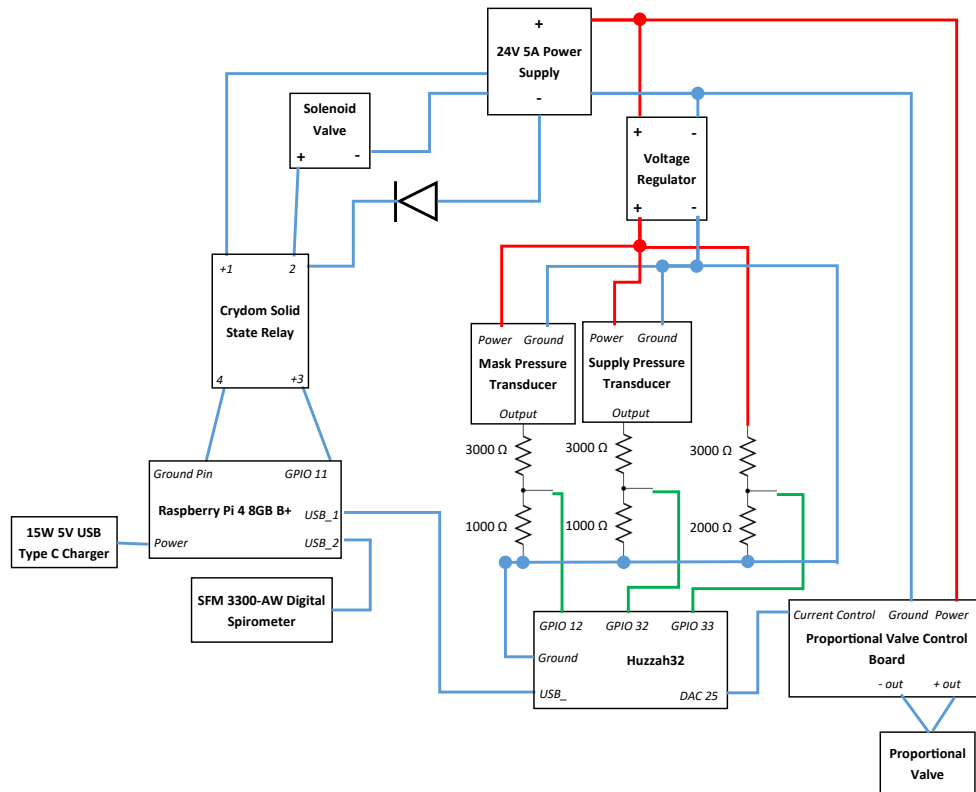 +
24V 5A Power
Supply
-
Solenoid
Valve
+ -
+ -
Voltage
Regulator
+ -
+1 2
Crydom Solid
State Relay
4 +3
Power Ground
Mask Pressure
Transducer
Output
Power Ground
Supply Pressure
Transducer
Output
3000 Ω
3000 Ω
3000 Ω
1000 Ω
1000 Ω
2000 Ω
Ground Pin GPIO 11
Raspberry Pi 4 8GB B+
USB_1
USB_2
Power
15W 5V USB
Type C Charger
SFM 3300-AW Digital
Spirometer
GPIO 12 GPIO 32 GPIO 33
Huzzah32
Ground
USB_
DAC 25
Current Control Ground Power
Proportional Valve Control
Board
- out + out
Proportional
Valve